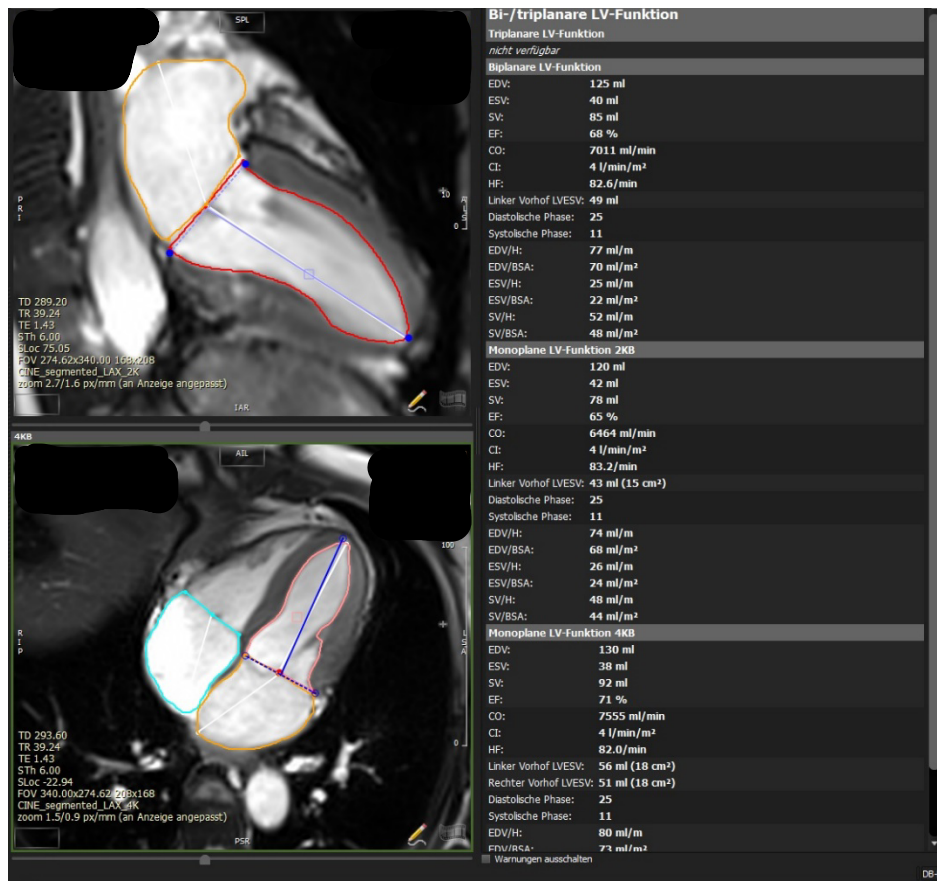 SPL
P
R
I
10
A
L
S
0
TD 289.20
TR 39.24
TE 1.43
STh 6.00
SLoc 75.05
FOV 274.62x340.00 168x208
CINE_segmented_LAX_2K
zoom 2.7/1.6 px/mm (an Anzeige angepasst)
IAR
4KB
AIL
100
R
I
P
L
S
A
0
TD 293.60
TR 39.24
TE 1.43
STh 6.00
SLoc -22.94
FOV 340.00x274.62 208x168
CINE_segmented_LAX_4K
zoom 1.5/0.9 px/mm (an Anzeige angepasst)
PSR
Bi-/triplanare LV-Funktion
Triplanare LV-Funktion
nicht verfügbar
Biplanare LV-Funktion
EDV: 125 ml
ESV: 40 ml
SV: 85 ml
EF: 68 %
CO: 7011 ml/min
CI: 4 l/min/m²
HF: 82.6/min
Linker Vorhof LVESV: 49 ml
Diastolische Phase: 25
Systolische Phase: 11
EDV/H: 77 ml/m
EDV/BSA: 70 ml/m²
ESV/H: 25 ml/m
ESV/BSA: 22 ml/m²
SV/H: 52 ml/m
SV/BSA: 48 ml/m²
Monoplane LV-Funktion 2KB
EDV: 120 ml
ESV: 42 ml
SV: 78 ml
EF: 65 %
CO: 6464 ml/min
CI: 4 l/min/m²
HF: 83.2/min
Linker Vorhof LVESV: 43 ml (15 cm²)
Diastolische Phase: 25
Systolische Phase: 11
EDV/H: 74 ml/m
EDV/BSA: 68 ml/m²
ESV/H: 26 ml/m
ESV/BSA: 24 ml/m²
SV/H: 48 ml/m
SV/BSA: 44 ml/m²
Monoplane LV-Funktion 4KB
EDV: 130 ml
ESV: 38 ml
SV: 92 ml
EF: 71 %
CO: 7555 ml/min
CI: 4 l/min/m²
HF: 82.0/min
Linker Vorhof LVESV: 56 ml (18 cm²)
Rechter Vorhof LVESV: 51 ml (18 cm²)
Diastolische Phase: 25
Systolische Phase: 11
EDV/H: 80 ml/m
EDV/BSA: 73 ml/m²
Warnungen ausschalten
DB-